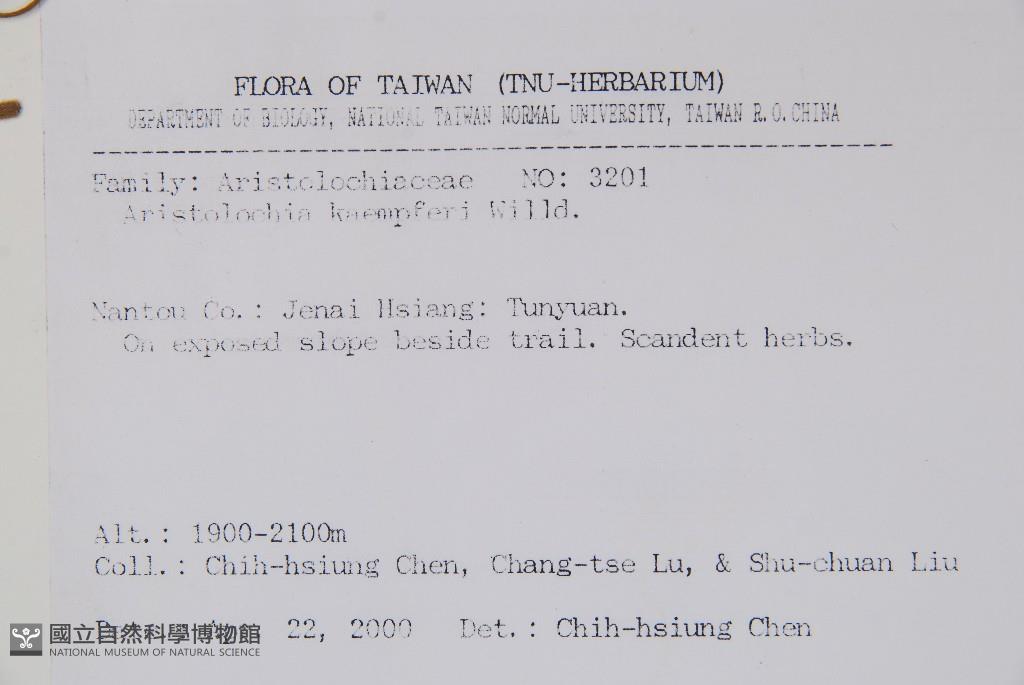 FLORA OF TAIWAN (TNU-HERBARIUM)
DEPARTMENT OF BIOLOGY, NATIONAL TAIWAN NORMAL UNIVERSITY, TAIWAN R.O.CHINA
Family: Aristolochiaceae NO: 3201
Aristolochia kaempferi Willd.
Nantou Co.: Jenai Hsiang: Tunyuan.
On exposed slope beside trail. Scandent herbs.
Alt.: 1900-2100m
Coll.: Chih-hsiung Chen, Chang-tse Lu, & Shu-chuan Liu
22, 2000 Det.: Chih-hsiung Chen
國立自然科學博物館
NATIONAL MUSEUM OF NATURAL SCIENCE